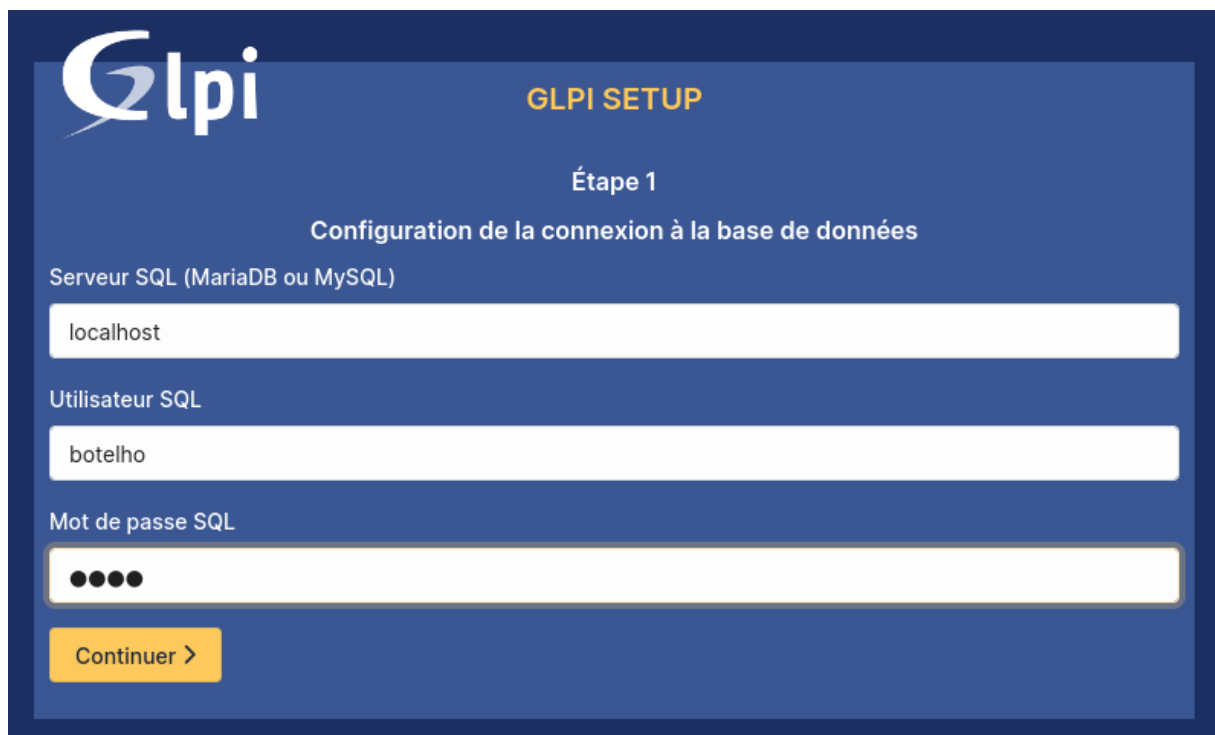 Glpi
GLPI SETUP
Étape 1
Configuration de la connexion à la base de données
Serveur SQL (MariaDB ou MySQL)
localhost
Utilisateur SQL
botelho
Mot de passe SQL
●●●●
Continuer >